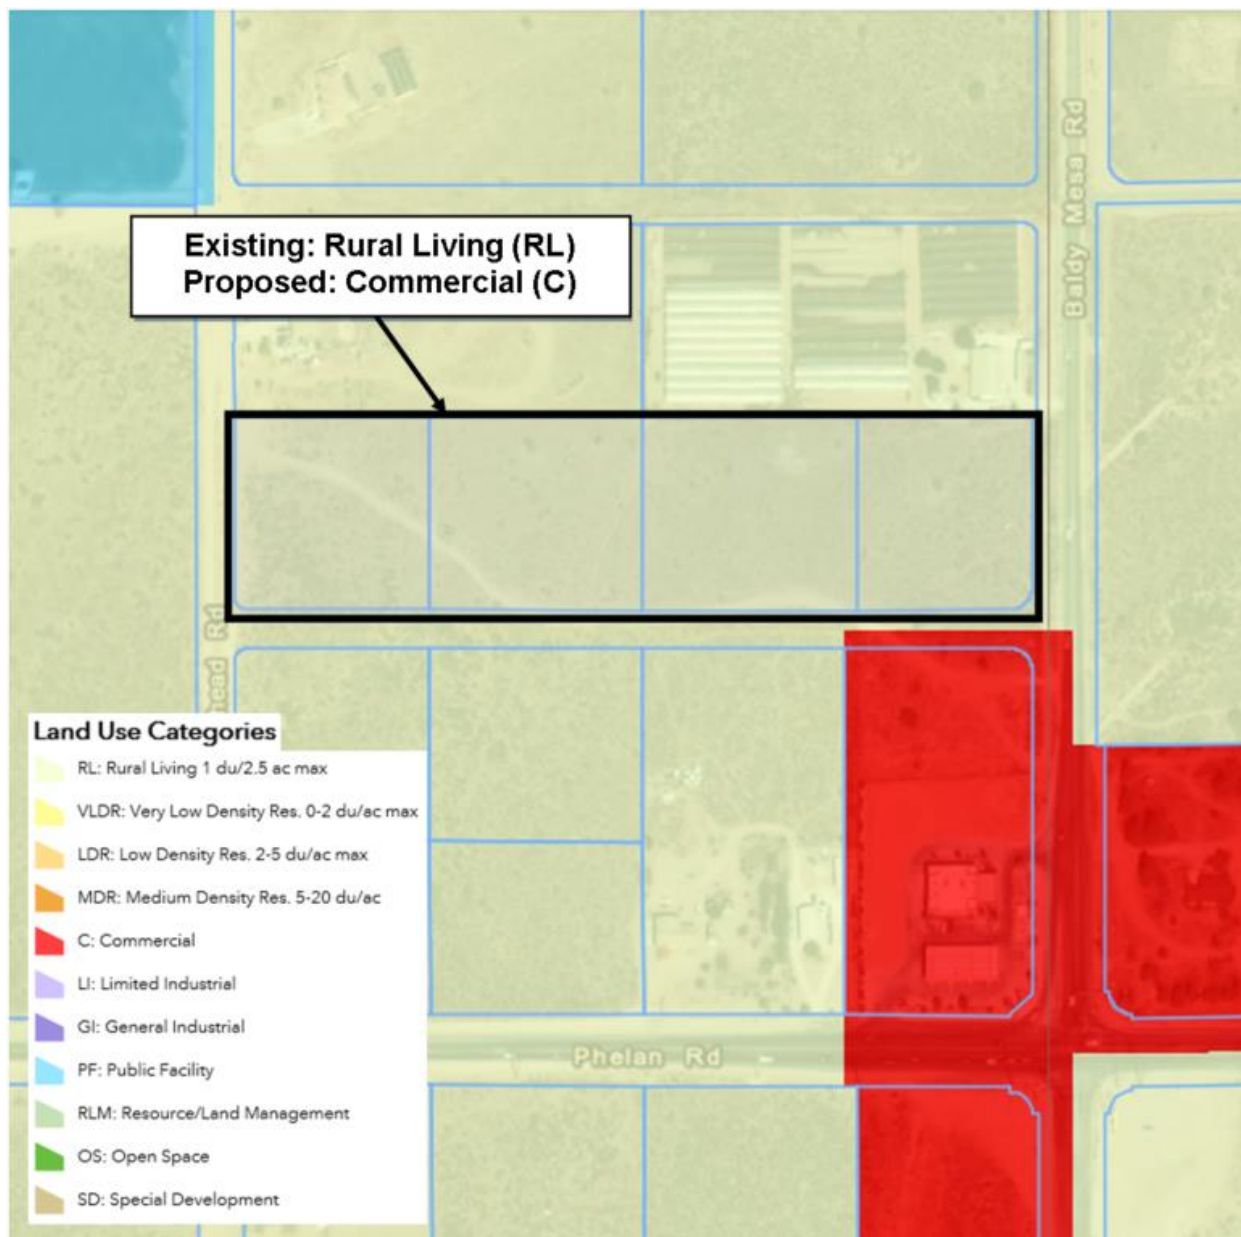 Baldy Mesa Rd
Existing: Rural Living (RL)
Proposed: Commercial (C)
head Rd
Land Use Categories
RL: Rural Living 1 du/2.5 ac max
VLDR: Very Low Density Res. 0-2 du/ac max
LDR: Low Density Res. 2-5 du/ac max
MDR: Medium Density Res. 5-20 du/ac
C: Commercial
LI: Limited Industrial
GI: General Industrial
PF: Public Facility
RLM: Resource/Land Management
OS: Open Space
SD: Special Development
Phelan Rd